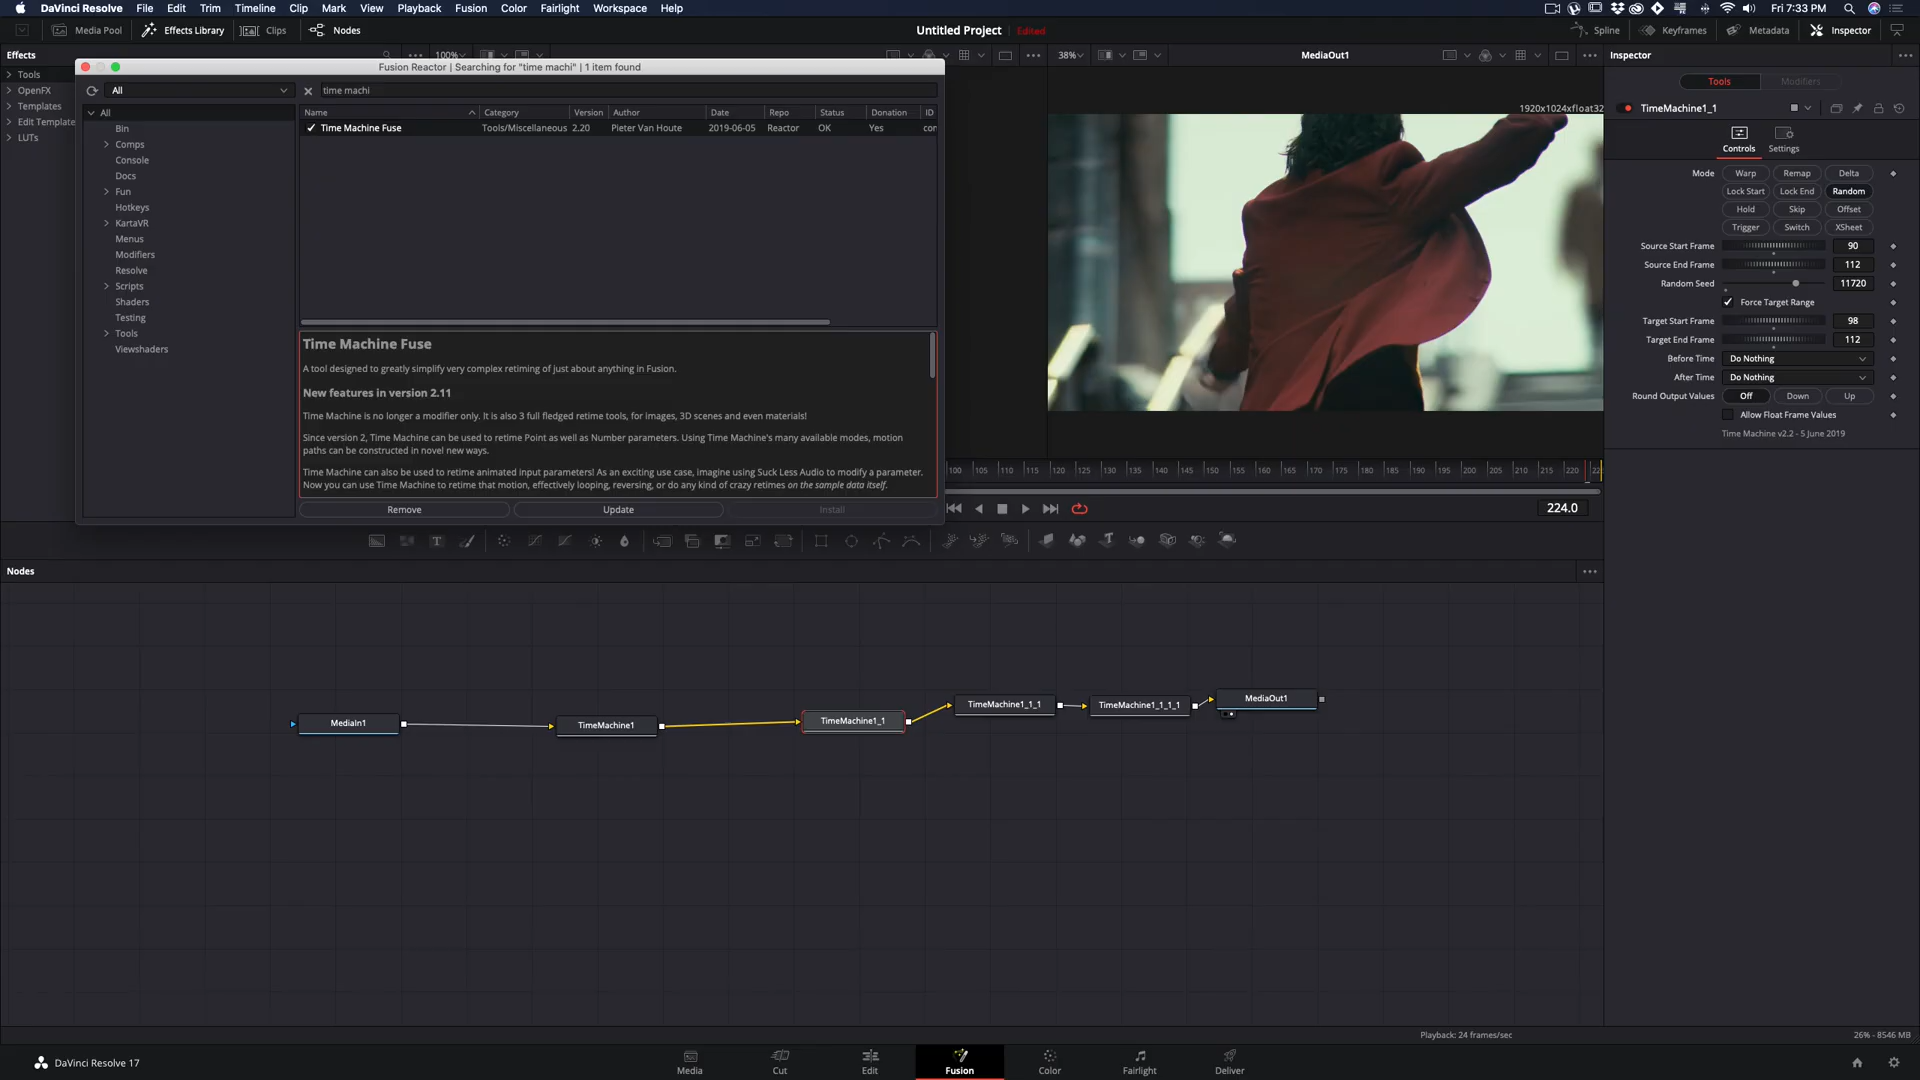 DaVinci Resolve File Edit Trim Timeline Clip Mark View Playback Fusion Color Fairlight Workspace Help Fri 7:33 PM
Media Pool Effects Library Clips Nodes Untitled Project Edited Spline Keyframes Metadata Inspector
Effects 100% 38% MediaOut1 Inspector
Fusion Reactor | Searching for "time machi" | 1 item found
Tools
OpenFX
Templates
Edit Template
LUTs
All time machi
All
Bin
Comps
Console
Docs
Fun
Hotkeys
KartaVR
Menus
Modifiers
Resolve
Scripts
Shaders
Testing
Tools
Viewshaders
Name Category Version Author Date Repo Status Donation ID
Time Machine Fuse Tools/Miscellaneous 2.20 Pieter Van Houte 2019-06-05 Reactor OK Yes con
Time Machine Fuse
A tool designed to greatly simplify very complex retiming of just about anything in Fusion.
New features in version 2.11
Time Machine is no longer a modifier only. It is also 3 full fledged retime tools, for images, 3D scenes and even materials!
Since version 2, Time Machine can be used to retime Point as well as Number parameters. Using Time Machine's many available modes, motion
paths can be constructed in novel new ways.
Time Machine can also be used to retime animated input parameters! As an exciting use case, imagine using Suck Less Audio to modify a parameter.
Now you can use Time Machine to retime that motion, effectively looping, reversing, or do any kind of crazy retimes on the sample data itself.
Remove Update Install
1920x1024xfloat32
100 105 110 115 120 125 130 135 140 145 150 155 160 165 170 175 180 185 190 195 200 205 210 215 220
224.0
Tools Modifiers
TimeMachine1_1
Controls Settings
Mode Warp Remap Delta
Lock Start Lock End Random
Hold Skip Offset
Trigger Switch XSheet
Source Start Frame 90
Source End Frame 112
Random Seed 11720
Force Target Range
Target Start Frame 98
Target End Frame 112
Before Time Do Nothing
After Time Do Nothing
Round Output Values Off Down Up
Allow Float Frame Values
Time Machine v2.2 - 5 June 2019
T
T
Nodes
MediaIn1 TimeMachine1 TimeMachine1_1 TimeMachine1_1_1 TimeMachine1_1_1_1 MediaOut1
Playback: 24 frames/sec 26% - 8546 MB
DaVinci Resolve 17 Media Cut Edit Fusion Color Fairlight Deliver